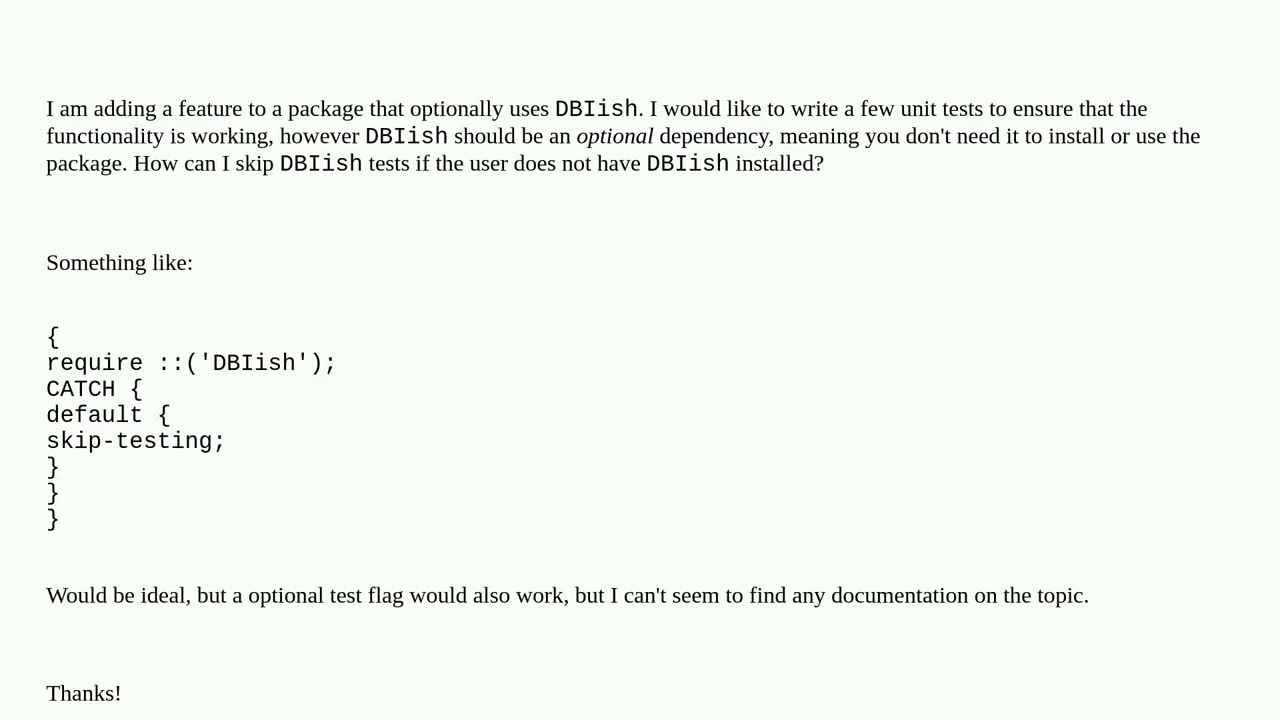 I am adding a feature to a package that optionally uses DBIish. I would like to write a few unit tests to ensure that the
functionality is working, however DBIish should be an optional dependency, meaning you don't need it to install or use the
package. How can I skip DBIish tests if the user does not have DBIish installed?
Something like:
{
require ::('DBIish');
CATCH {
default {
skip-testing;
}
}
}
Would be ideal, but a optional test flag would also work, but I can't seem to find any documentation on the topic.
Thanks!